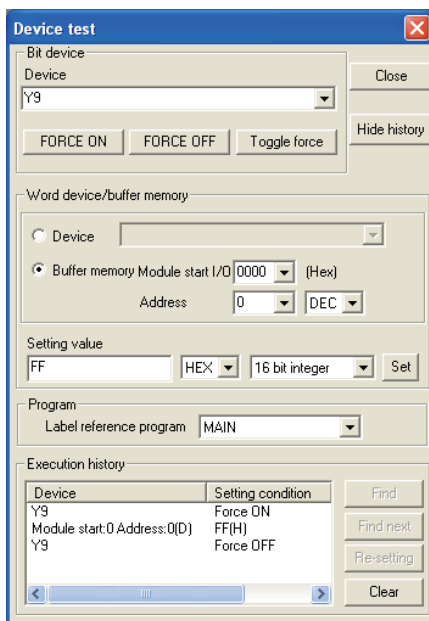 Device test
Bit device
Device
Close
Y9
Hide history
FORCE ON FORCE OFF Toggle force
Word device/buffer memory
Device
Buffer memory Module start I/O 0000 (Hex)
Address 0 DEC
Setting value
FF HEX 16 bit integer Set
Program
Label reference program MAIN
Execution history
Device Setting condition Find
Y9 Force ON
Module start:0 Address:0(D) FF(H) Find next
Y9 Force OFF
Re-setting
Clear